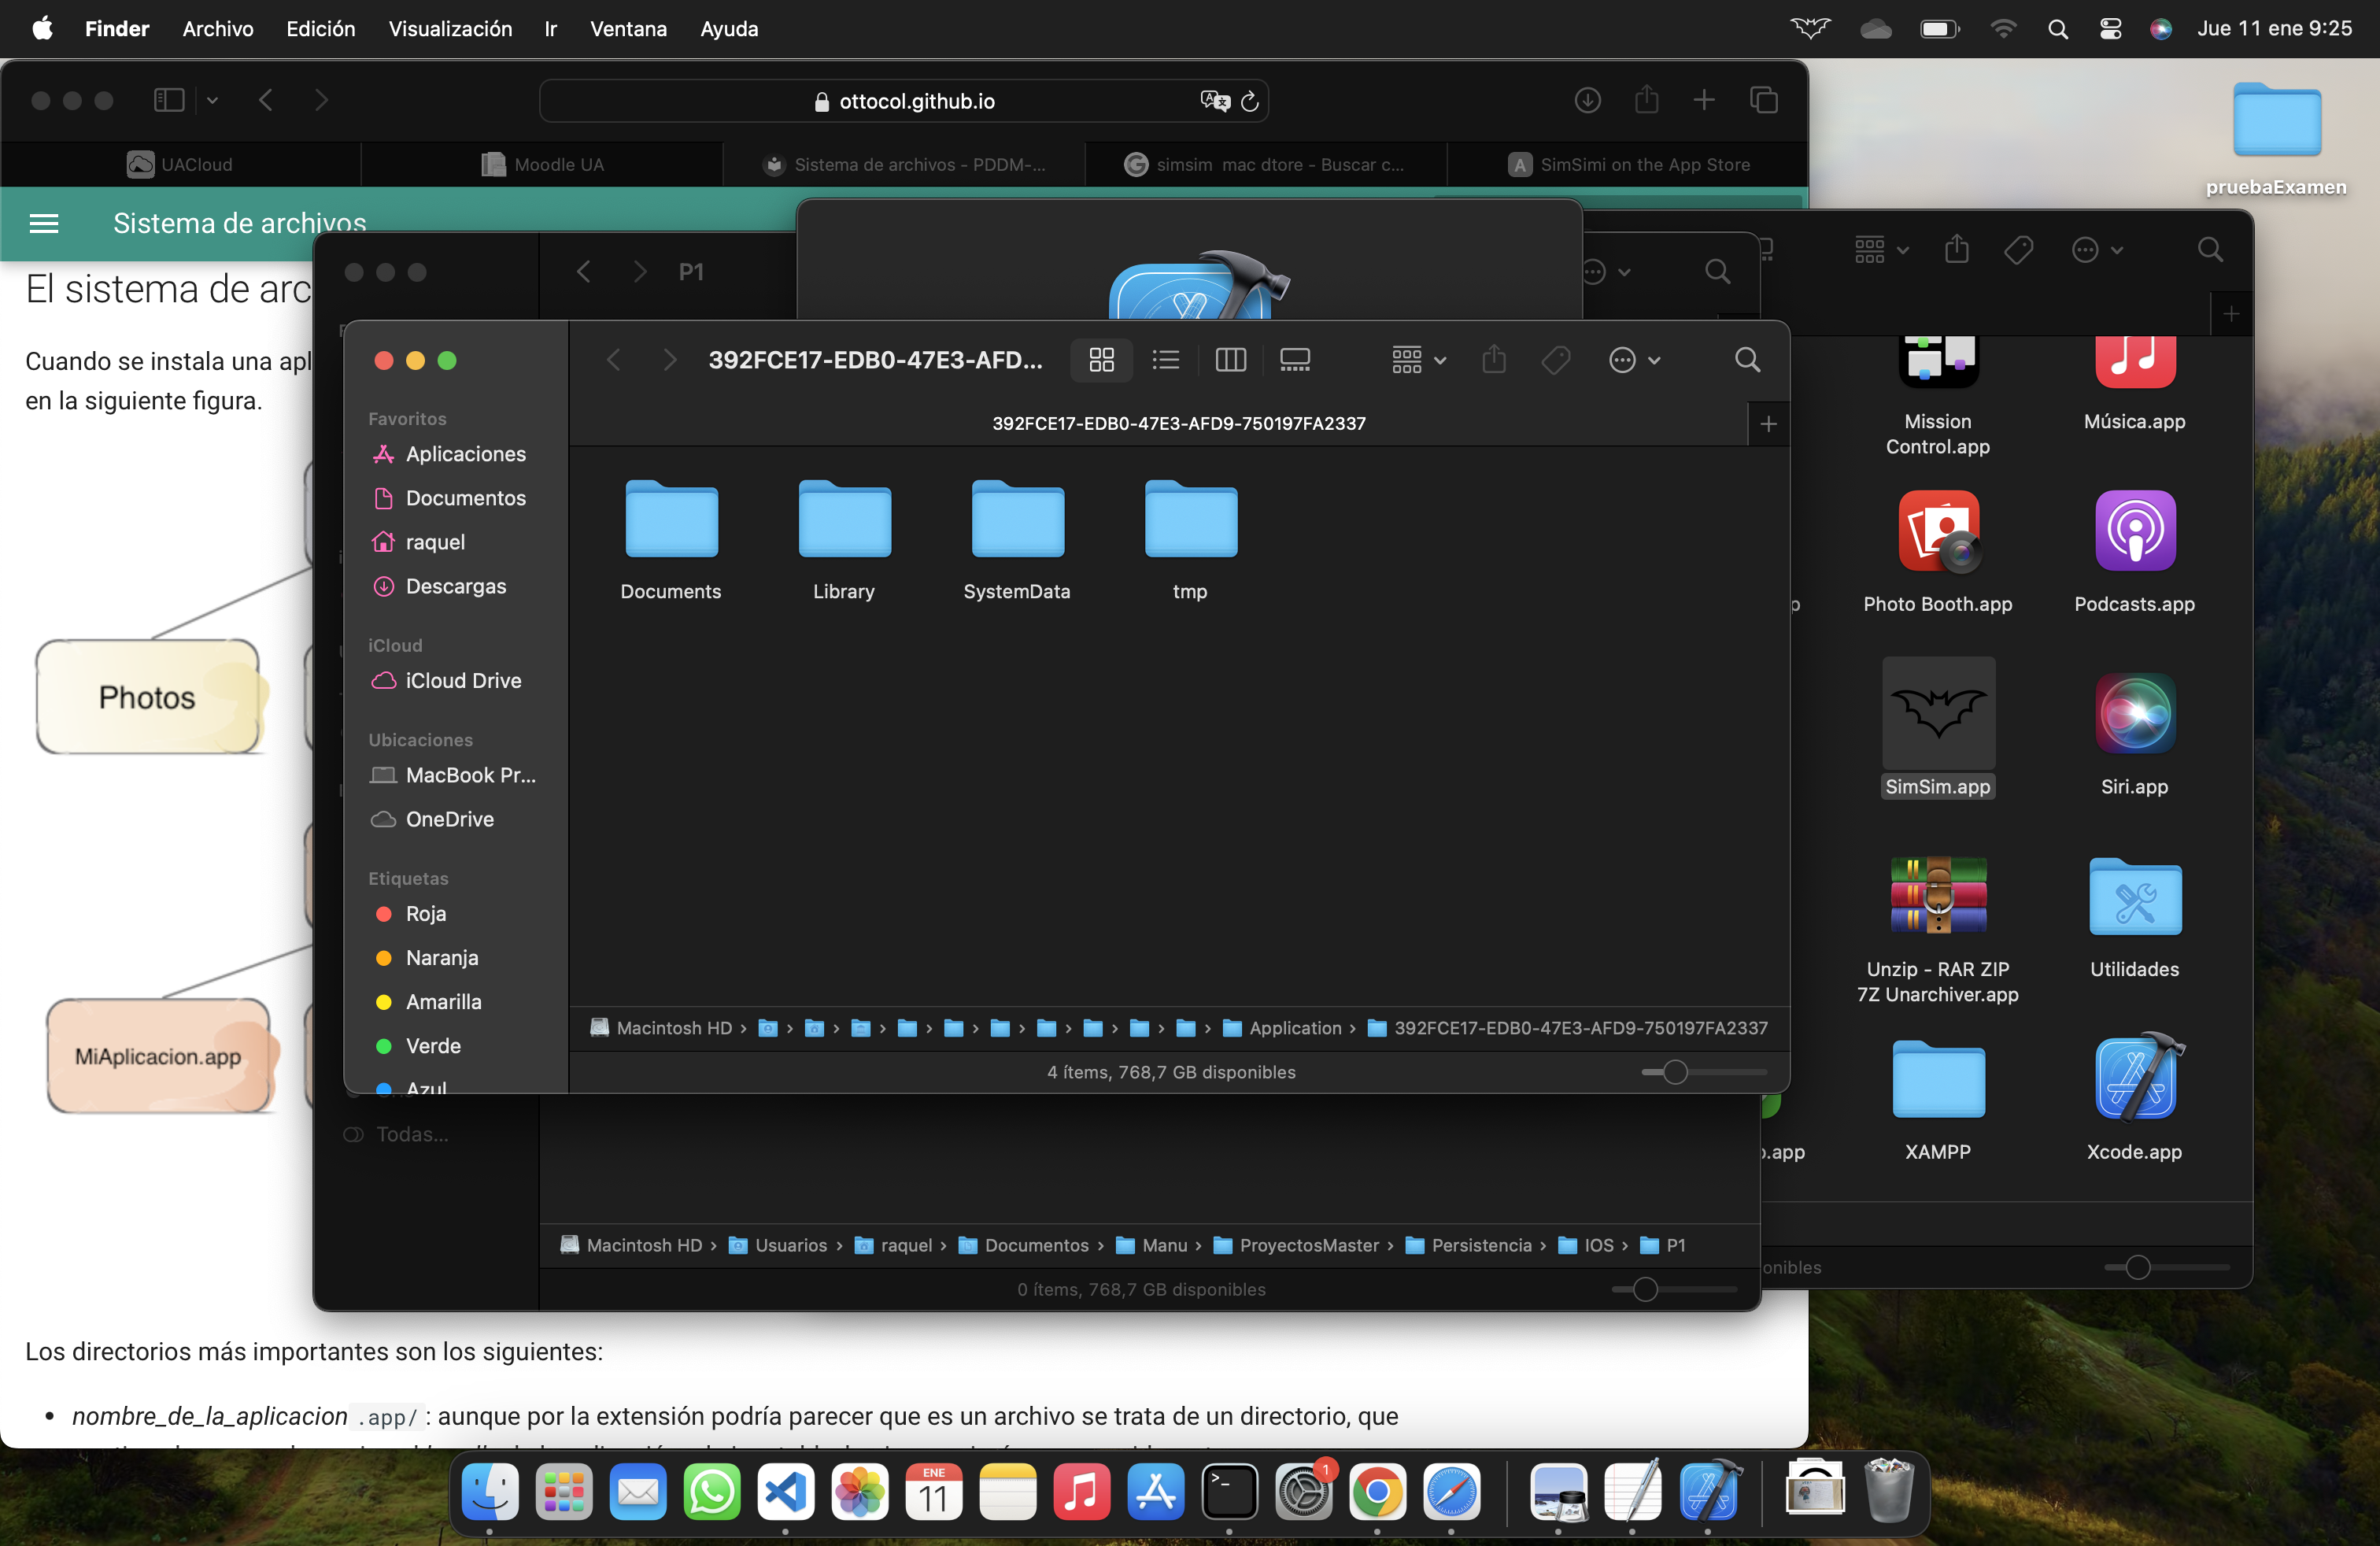 Finder Archivo Edición Visualización Ir Ventana Ayuda Jue 11 ene 9:25
ottocol.github.io
UACloud
Moodle UA
Sistema de archivos - PDDM-...
simsim mac dtore - Buscar c...
SimSimi on the App Store
Sistema de archivos
El sistema de arc
Cuando se instala una apl
en la siguiente figura.
Photos
MiAplicacion.app
Los directorios más importantes son los siguientes:
• nombre_de_la_aplicacion .app/ : aunque por la extensión podría parecer que es un archivo se trata de un directorio, que
P1
Todas...
Macintosh HD › Usuarios › raquel › Documentos › Manu › ProyectosMaster › Persistencia › IOS › P1
0 ítems, 768,7 GB disponibles
392FCE17-EDB0-47E3-AFD...
392FCE17-EDB0-47E3-AFD9-750197FA2337
Favoritos
Aplicaciones
Documentos
raquel
Descargas
iCloud
iCloud Drive
Ubicaciones
MacBook Pr...
OneDrive
Etiquetas
Roja
Naranja
Amarilla
Verde
Azul
Documents
Library
SystemData
tmp
Macintosh HD › Application › 392FCE17-EDB0-47E3-AFD9-750197FA2337
4 ítems, 768,7 GB disponibles
pruebaExamen
Mission
Control.app
Música.app
Photo Booth.app
Podcasts.app
SimSim.app
Siri.app
Unzip - RAR ZIP
7Z Unarchiver.app
Utilidades
XAMPP
Xcode.app
p
o.app
onibles
ENE
11
1